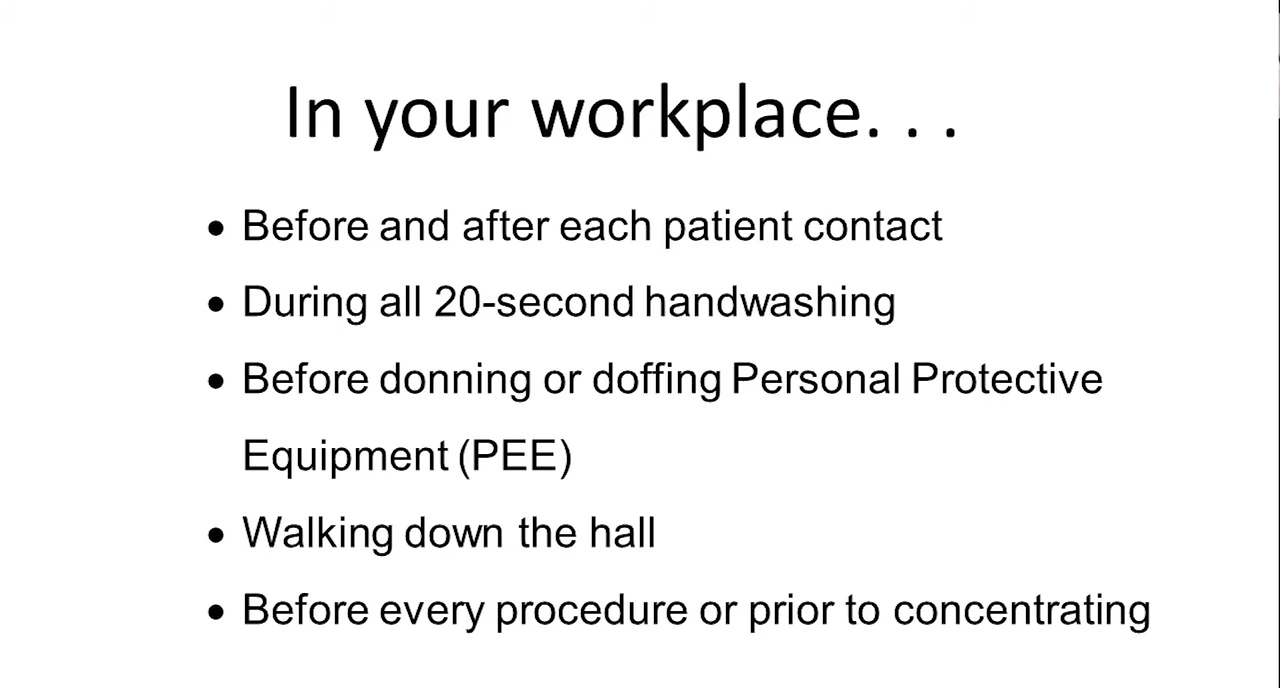 In your workplace. . .
• Before and after each patient contact
• During all 20-second handwashing
• Before donning or doffing Personal Protective
Equipment (PEE)
• Walking down the hall
• Before every procedure or prior to concentrating